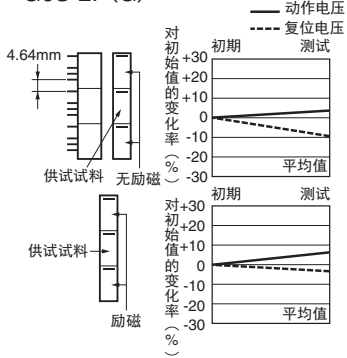 动作电压
复位电压
4.64mm
供试试料
无励磁
对初始值的变化率（%）
+30
+20
+10
0
-10
-20
-30
初期
测试
平均值
供试试料
励磁
对初始值的变化率（%）
+30
+20
+10
0
-10
-20
-30
初期
测试
平均值